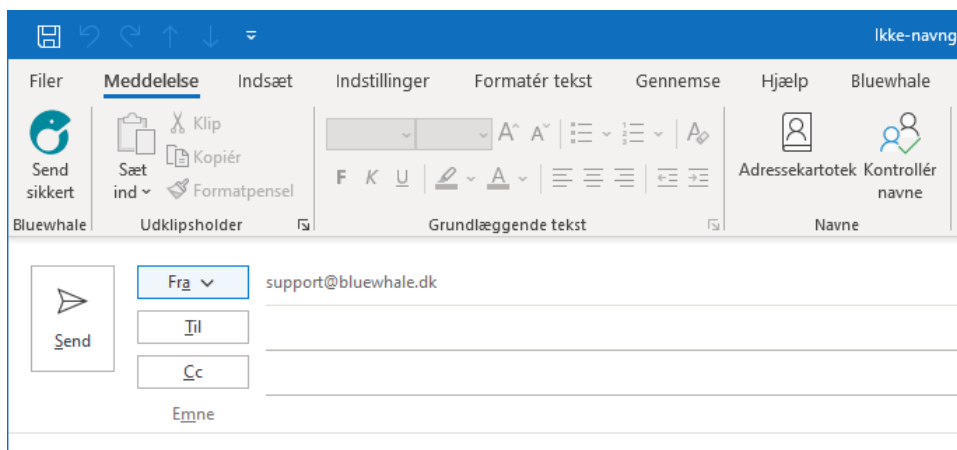 Ikke-navng
Filer Meddelelse Indsæt Indstillinger Formatér tekst Gennemse Hjælp Bluewhale
Send sikkert
Sæt ind
Klip
Kopiér
Formatpensel
F K U A
Adressekartotek
Kontrollér navne
Bluewhale Udklipsholder Grundlæggende tekst Navne
Send
Fra support@bluewhale.dk
Til
Cc
Emne